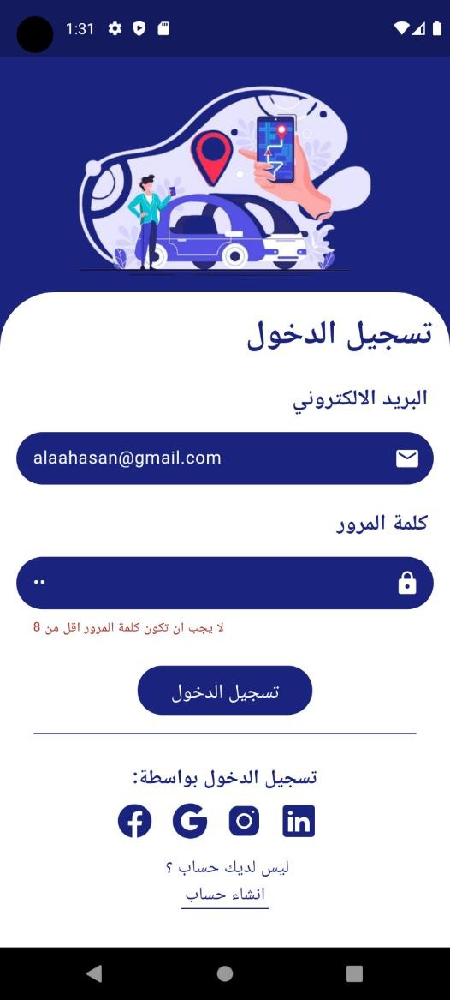 1:31
تسجيل الدخول
البريد الالكتروني
alaahasan@gmail.com
كلمة المرور
••
لا يجب ان تكون كلمة المرور اقل من 8
تسجيل الدخول
تسجيل الدخول بواسطة:
ليس لديك حساب ؟
انشاء حساب